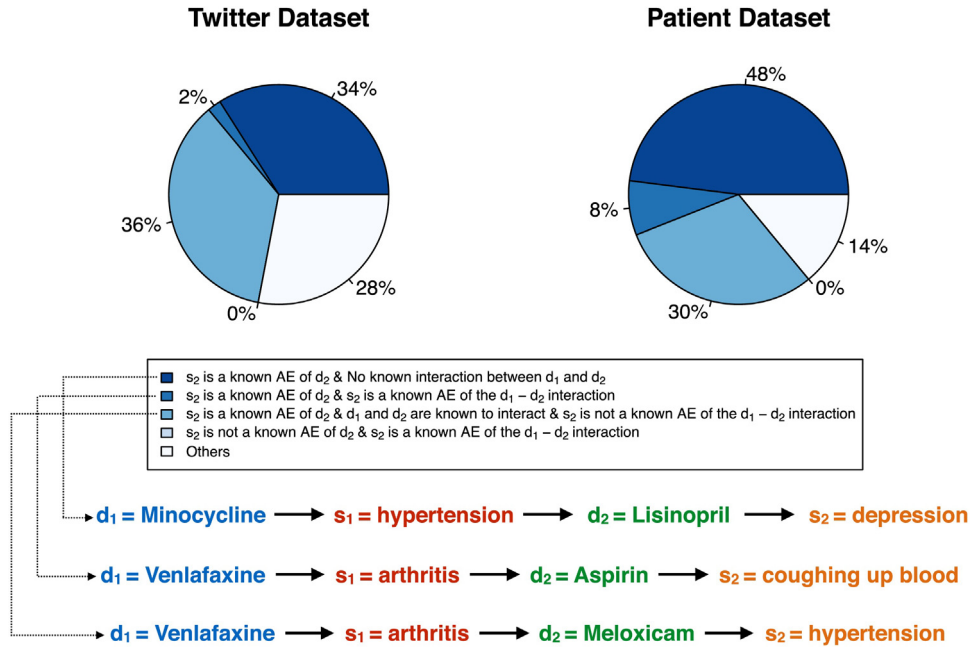 Twitter Dataset
Patient Dataset
34%
2%
36%
0%
28%
48%
8%
30%
0%
14%
s₂ is a known AE of d₂ & No known interaction between d₁ and d₂
s₂ is a known AE of d₂ & s₂ is a known AE of the d₁ − d₂ interaction
s₂ is a known AE of d₂ & d₁ and d₂ are known to interact & s₂ is not a known AE of the d₁ − d₂ interaction
s₂ is not a known AE of d₂ & s₂ is a known AE of the d₁ − d₂ interaction
Others
d₁ = Minocycline → s₁ = hypertension → d₂ = Lisinopril → s₂ = depression
d₁ = Venlafaxine → s₁ = arthritis → d₂ = Aspirin → s₂ = coughing up blood
d₁ = Venlafaxine → s₁ = arthritis → d₂ = Meloxicam → s₂ = hypertension